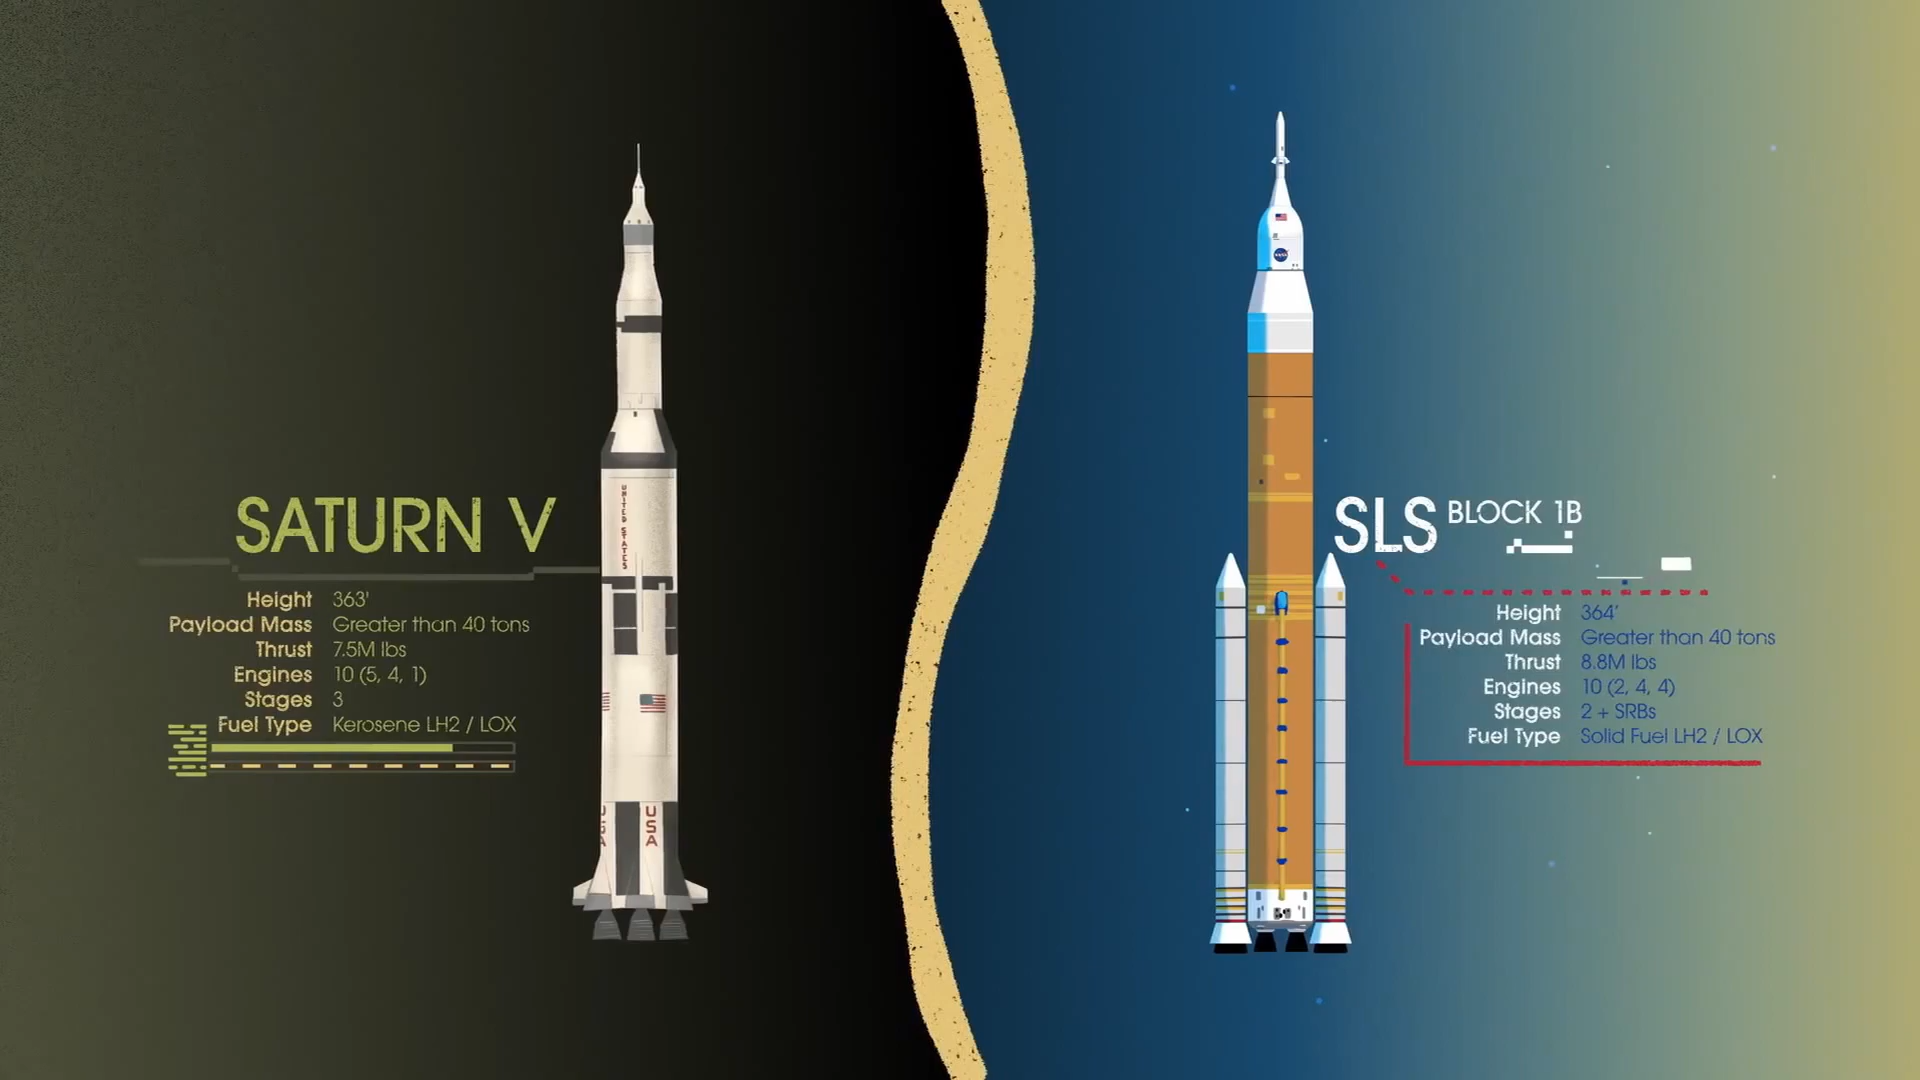 SATURN V
Height 363'
Payload Mass Greater than 40 tons
Thrust 7.5M lbs
Engines 10 (5, 4, 1)
Stages 3
Fuel Type Kerosene LH2 / LOX
UNITED STATES
USA
USA
NASA
SLS BLOCK 1B
Height 364'
Payload Mass Greater than 40 tons
Thrust 8.8M lbs
Engines 10 (2, 4, 4)
Stages 2 + SRBs
Fuel Type Solid Fuel LH2 / LOX